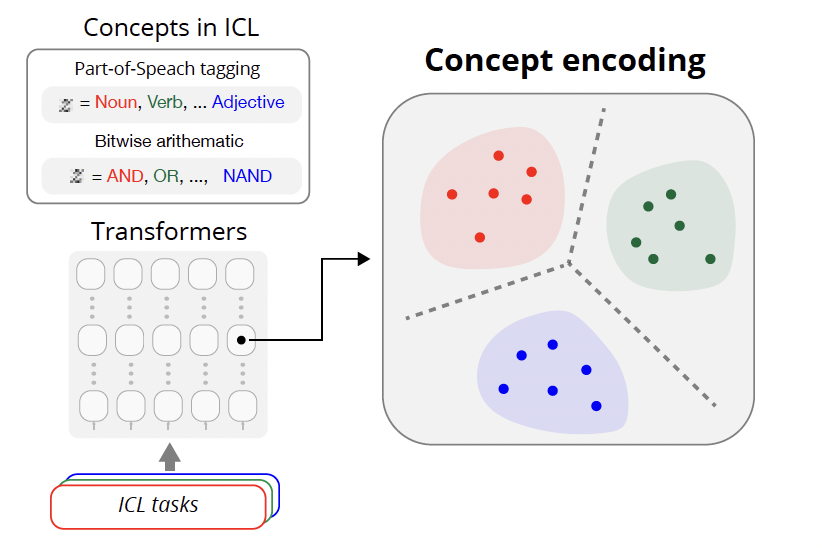 Concepts in ICL
Part-of-Speach tagging
z = Noun, Verb, ... Adjective
Bitwise arithematic
z = AND, OR, ..., NAND
Transformers
ICL tasks
Concept encoding